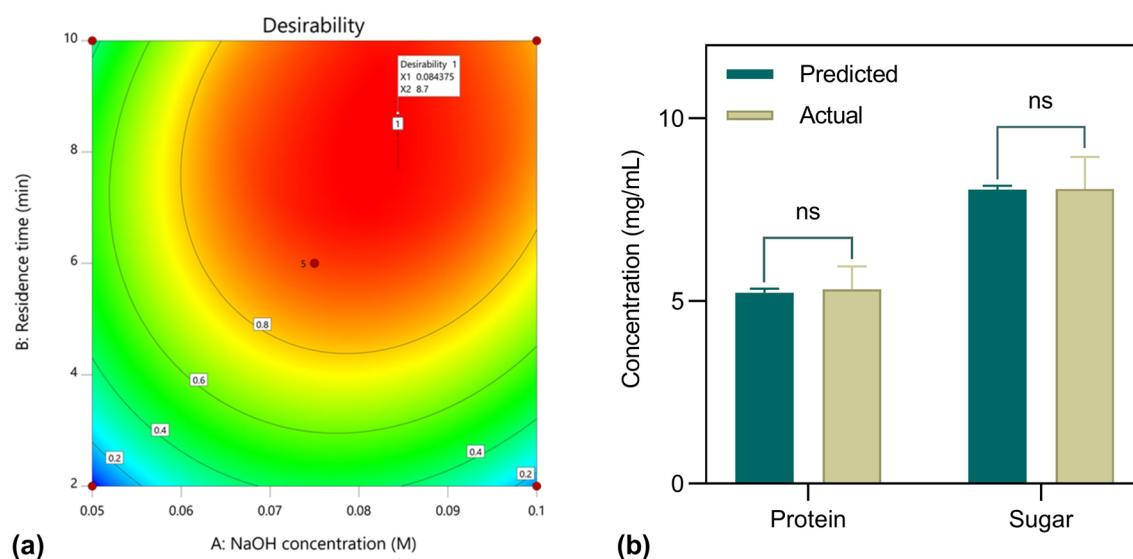 Desirability
10
8
6
4
2
B: Residence time (min)
Desirability 1
X1 0.084375
X2 8.7
1
5
0.8
0.6
0.4
0.2
0.4
0.2
0.05
0.06
0.07
0.08
0.09
0.1
A: NaOH concentration (M)
(a)
Predicted
Actual
ns
ns
10
5
0
Concentration (mg/mL)
Protein
Sugar
(b)